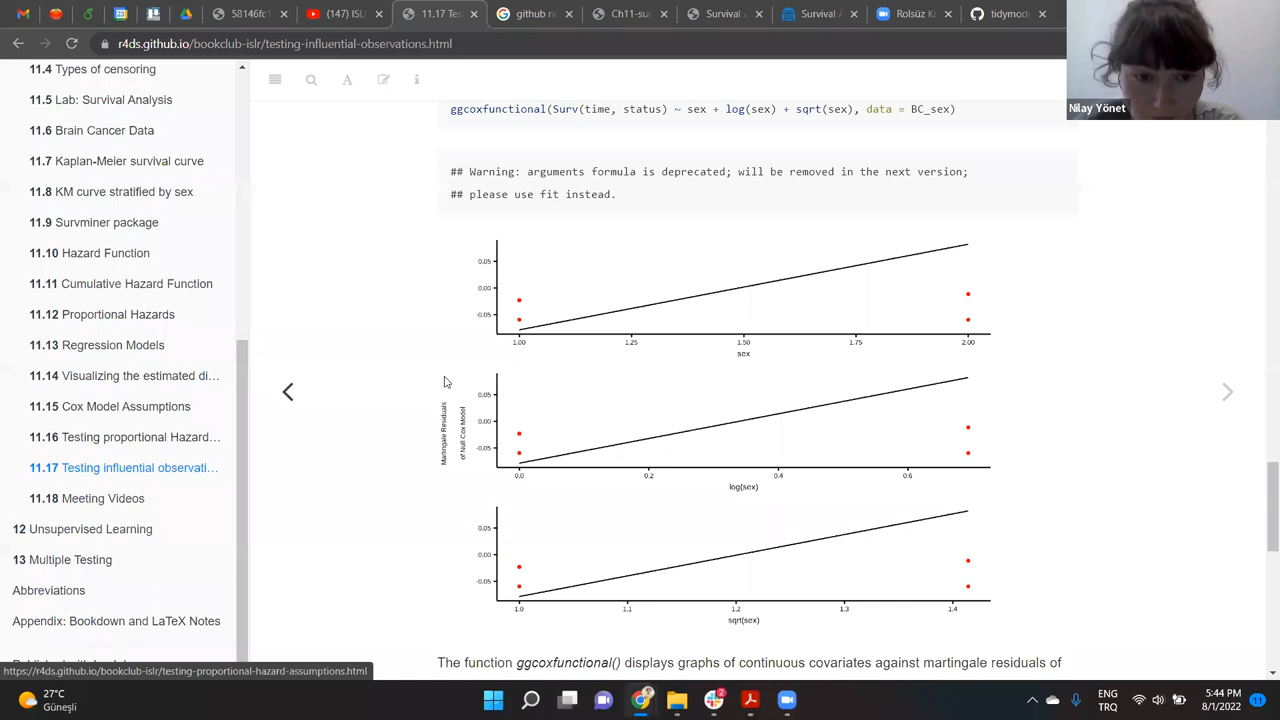 58146fc1
(147) ISL
11.17 Tes
github ri
Ch11-su
Survival
Survival A
Rolsüz K
tidymod
r4ds.github.io/bookclub-islr/testing-influential-observations.html
Nilay Yönet
11.4 Types of censoring
11.5 Lab: Survival Analysis
11.6 Brain Cancer Data
11.7 Kaplan-Meier survival curve
11.8 KM curve stratified by sex
11.9 Survminer package
11.10 Hazard Function
11.11 Cumulative Hazard Function
11.12 Proportional Hazards
11.13 Regression Models
11.14 Visualizing the estimated di...
11.15 Cox Model Assumptions
11.16 Testing proportional Hazard...
11.17 Testing influential observati...
11.18 Meeting Videos
12 Unsupervised Learning
13 Multiple Testing
Abbreviations
Appendix: Bookdown and LaTeX Notes
https://r4ds.github.io/bookclub-islr/testing-proportional-hazard-assumptions.html
ggcoxfunctional(Surv(time, status) ~ sex + log(sex) + sqrt(sex), data = BC_sex)
## Warning: arguments formula is deprecated; will be removed in the next version;
## please use fit instead.
0.05
0.00
-0.05
1.00 1.25 1.50 1.75 2.00
sex
Martingale Residuals
of Null Cox Model
0.05
0.00
-0.05
0.0 0.2 0.4 0.6
log(sex)
0.05
0.00
-0.05
1.0 1.1 1.2 1.3 1.4
sqrt(sex)
The function ggcoxfunctional() displays graphs of continuous covariates against martingale residuals of
27°C
Güneşli
2
ENG
TRQ
5:44 PM
8/1/2022
11